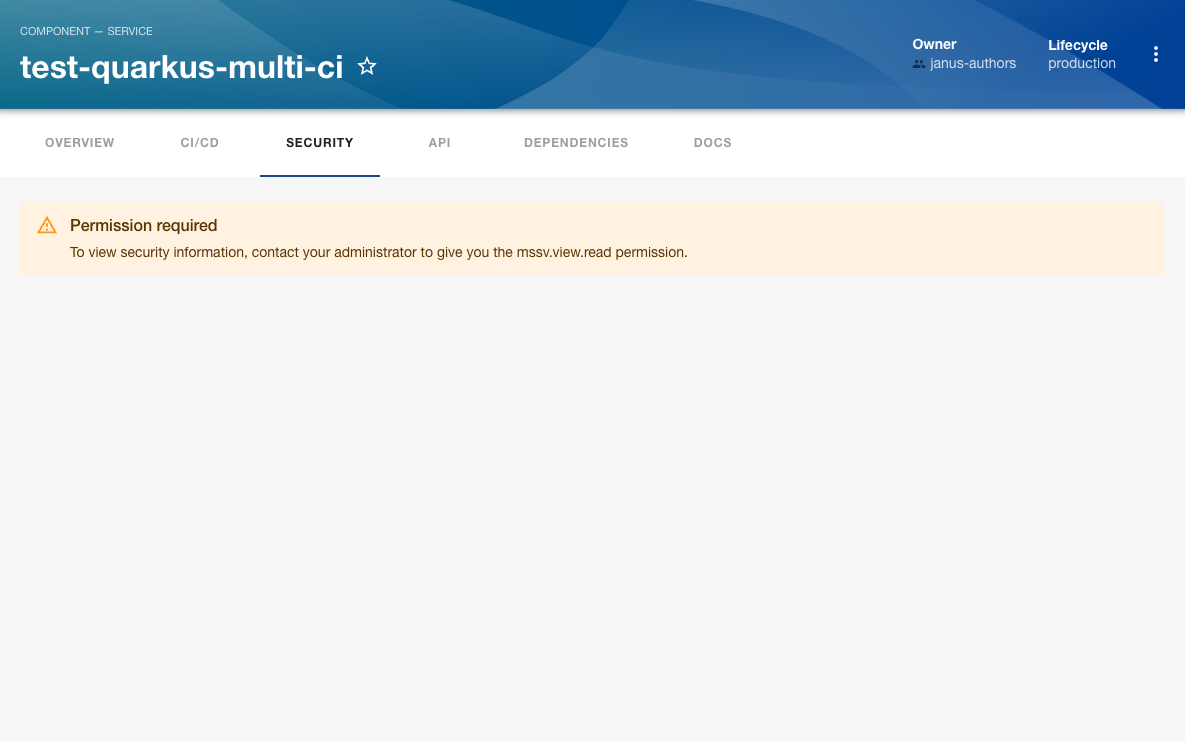 COMPONENT — SERVICE
test-quarkus-multi-ci
Owner
janus-authors
Lifecycle
production
OVERVIEW CI/CD SECURITY API DEPENDENCIES DOCS
Permission required
To view security information, contact your administrator to give you the mssv.view.read permission.